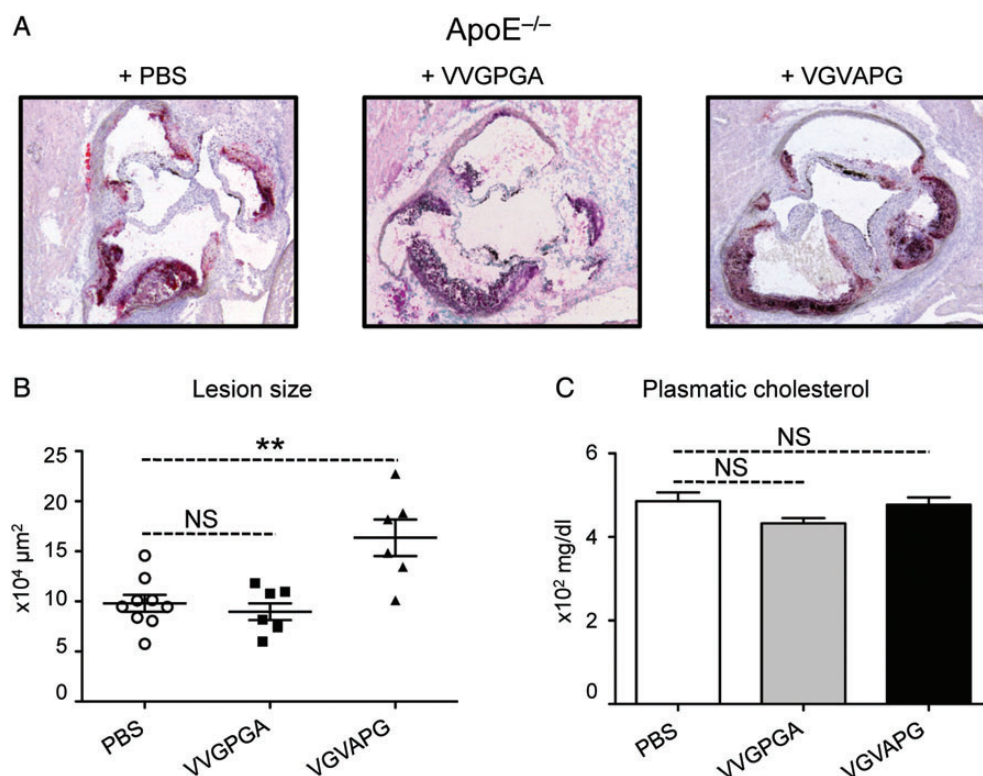 A
ApoE–/–
+ PBS
+ VVGPGA
+ VGVAPG
B
Lesion size
x10⁴ µm²
25
20
15
10
5
0
**
NS
PBS
VVGPGA
VGVAPG
C
Plasmatic cholesterol
x10² mg/dl
6
4
2
0
NS
NS
PBS
VVGPGA
VGVAPG